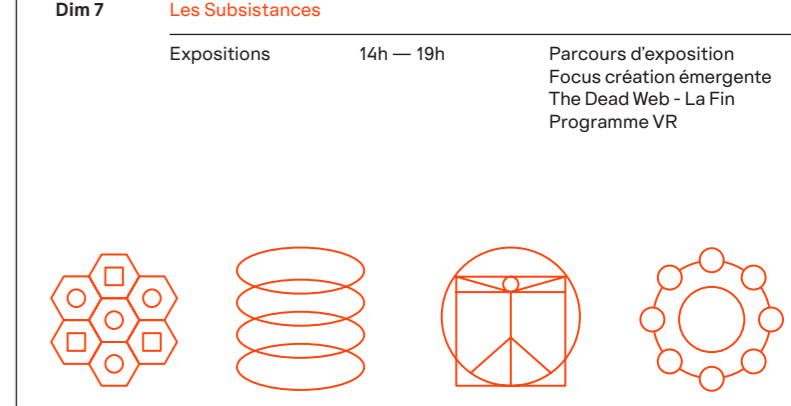 Dim 7 Les Subsistances
Expositions 14h — 19h Parcours d'exposition
Focus création émergente
The Dead Web - La Fin
Programme VR